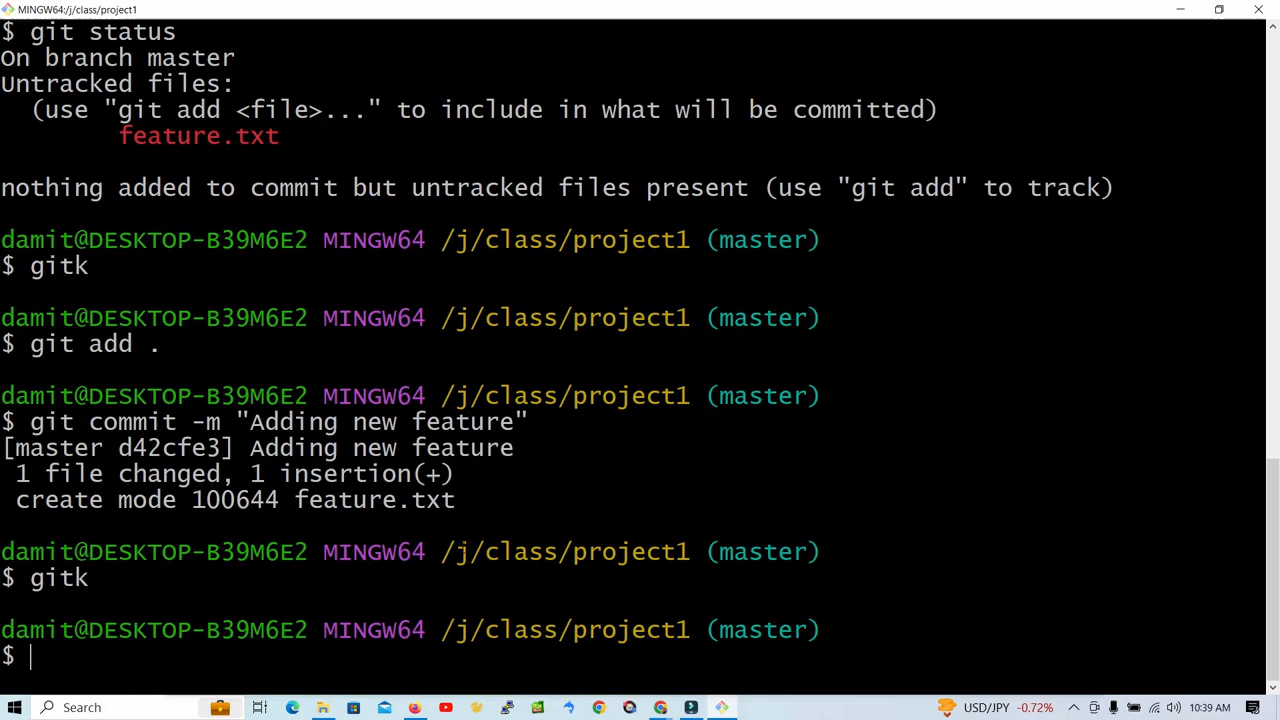 MINGW64:/j/class/project1
$ git status
On branch master
Untracked files:
(use "git add <file>..." to include in what will be committed)
feature.txt
nothing added to commit but untracked files present (use "git add" to track)
damit@DESKTOP-B39M6E2 MINGW64 /j/class/project1 (master)
$ gitk
damit@DESKTOP-B39M6E2 MINGW64 /j/class/project1 (master)
$ git add .
damit@DESKTOP-B39M6E2 MINGW64 /j/class/project1 (master)
$ git commit -m "Adding new feature"
[master d42cfe3] Adding new feature
1 file changed, 1 insertion(+)
create mode 100644 feature.txt
damit@DESKTOP-B39M6E2 MINGW64 /j/class/project1 (master)
$ gitk
damit@DESKTOP-B39M6E2 MINGW64 /j/class/project1 (master)
$
Search USD/JPY -0.72% 10:39 AM